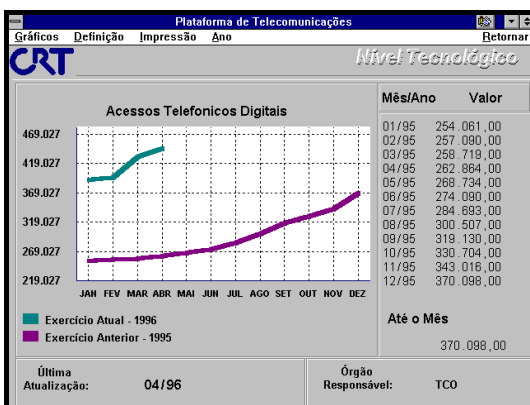 Plataforma de Telecomunicações
Gráficos Definição Impressão Ano Retornar
CRT Nível Tecnológico
Acessos Telefonicos Digitais
469.027
419.027
369.027
319.027
269.027
219.027
JAN FEV MAR ABR MAI JUN JUL AGO SET OUT NOV DEZ
Exercício Atual - 1996
Exercício Anterior - 1995
Mês/Ano Valor
01/95 254.061,00
02/95 257.090,00
03/95 258.719,00
04/95 262.864,00
05/95 268.734,00
06/95 274.090,00
07/95 284.693,00
08/95 300.507,00
09/95 319.130,00
10/95 330.704,00
11/95 343.016,00
12/95 370.098,00
Até o Mês
370.098,00
Última
Atualização: 04/96
Órgão
Responsável: TCO